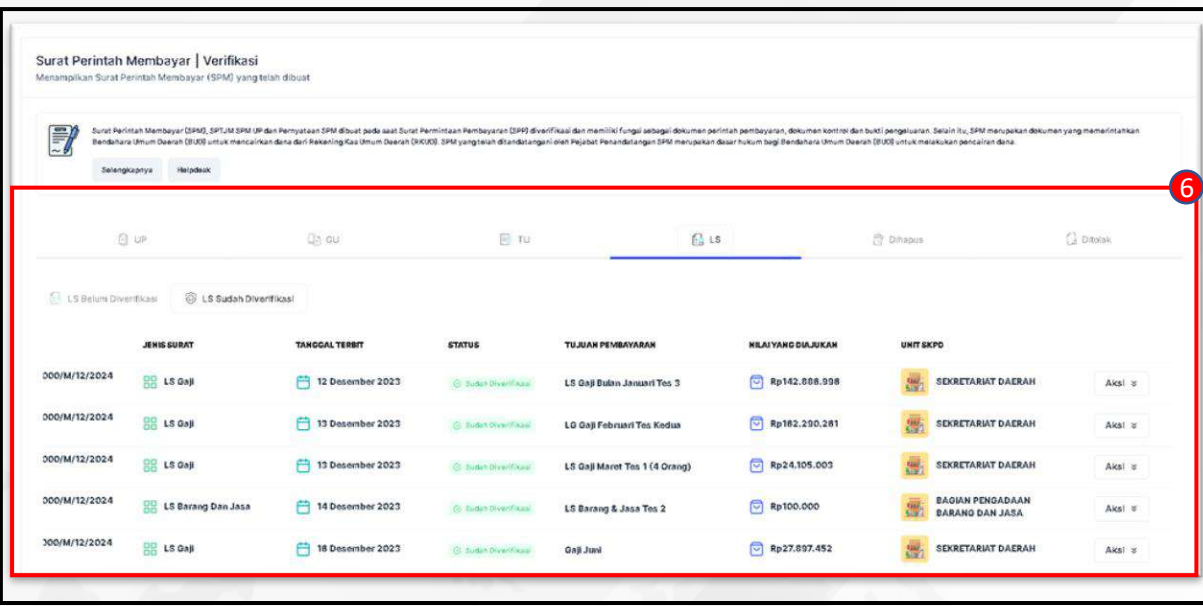 Surat Perintah Membayar | Verifikasi
Menampilkan Surat Perintah Membayar (SPM) yang telah dibuat
Surat Perintah Membayar (SPM), SPTJM SPM UP dan Pernyataan SPM dibuat pada saat Surat Permintaan Pembayaran (SPP) diverifikasi dan memiliki fungsi sebagai dokumen perintah pembayaran, dokumen kontrol dan bukti pengeluaran. Selain itu, SPM merupakan dokumen yang memerintahkan
Bendahara Umum Daerah (BUD) untuk mencairkan dana dari Rekening Kas Umum Daerah (RKUD). SPM yang telah ditandatangani oleh Pejabat Penandatangan SPM merupakan dasar hukum bagi Bendahara Umum Daerah (BUD) untuk melakukan pencairan dana.
Selengkapnya Helpdesk
6
UP GU TU LS Dihapus Ditolak
LS Belum Diverifikasi LS Sudah Diverifikasi
JENIS SURAT TANGGAL TERBIT STATUS TUJUAN PEMBAYARAN NILAI YANG DIAJUKAN UNIT SKPD
000/M/12/2024 LS Gaji 12 Desember 2023 Sudah Diverifikasi LS Gaji Bulan Januari Tes 3 Rp142.888.998 SEKRETARIAT DAERAH Aksi
000/M/12/2024 LS Gaji 13 Desember 2023 Sudah Diverifikasi LG Gaji Februari Tes Kedua Rp162.290.281 SEKRETARIAT DAERAH Aksi
000/M/12/2024 LS Gaji 13 Desember 2023 Sudah Diverifikasi LS Gaji Maret Tes 1 (4 Orang) Rp24.105.003 SEKRETARIAT DAERAH Aksi
000/M/12/2024 LS Barang Dan Jasa 14 Desember 2023 Sudah Diverifikasi LS Barang & Jasa Tes 2 Rp100.000 BAGIAN PENGADAAN
BARANG DAN JASA Aksi
000/M/12/2024 LS Gaji 18 Desember 2023 Sudah Diverifikasi Gaji Juni Rp27.897.452 SEKRETARIAT DAERAH Aksi